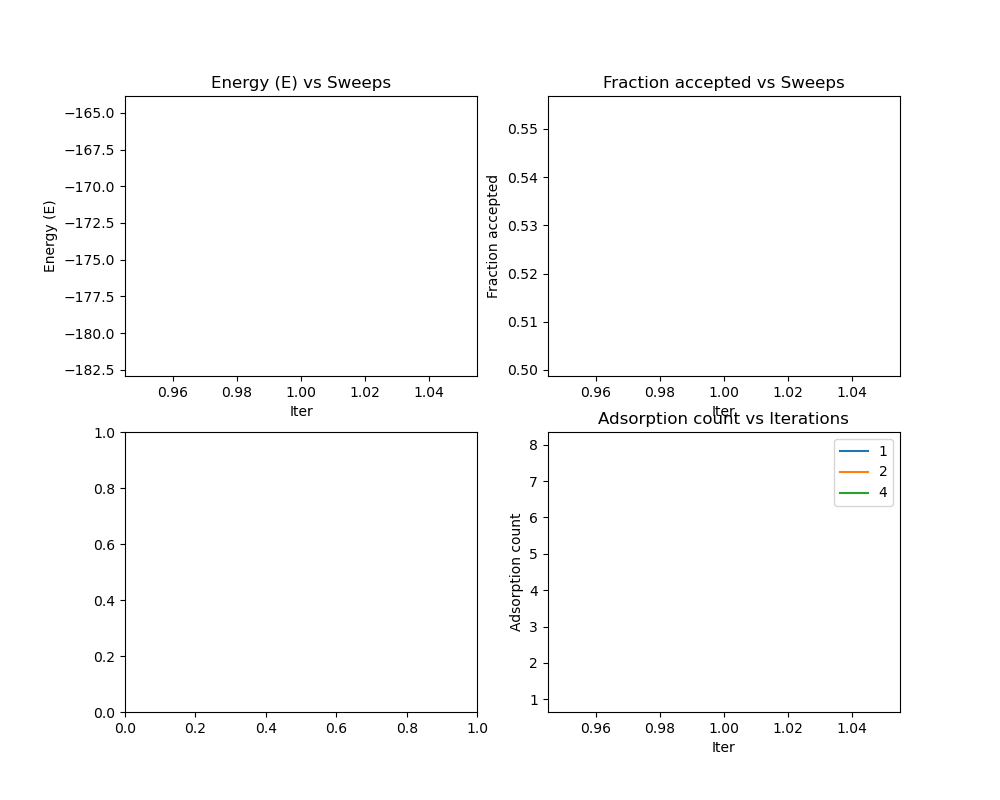 Energy (E) vs Sweeps
Energy (E)
−165.0
−167.5
−170.0
−172.5
−175.0
−177.5
−180.0
−182.5
0.96 0.98 1.00 1.02 1.04
Iter
Fraction accepted vs Sweeps
Fraction accepted
0.55
0.54
0.53
0.52
0.51
0.50
0.96 0.98 1.00 1.02 1.04
Iter
1.0
0.8
0.6
0.4
0.2
0.0
0.0 0.2 0.4 0.6 0.8 1.0
Adsorption count vs Iterations
Adsorption count
8
7
6
5
4
3
2
1
1
2
4
0.96 0.98 1.00 1.02 1.04
Iter